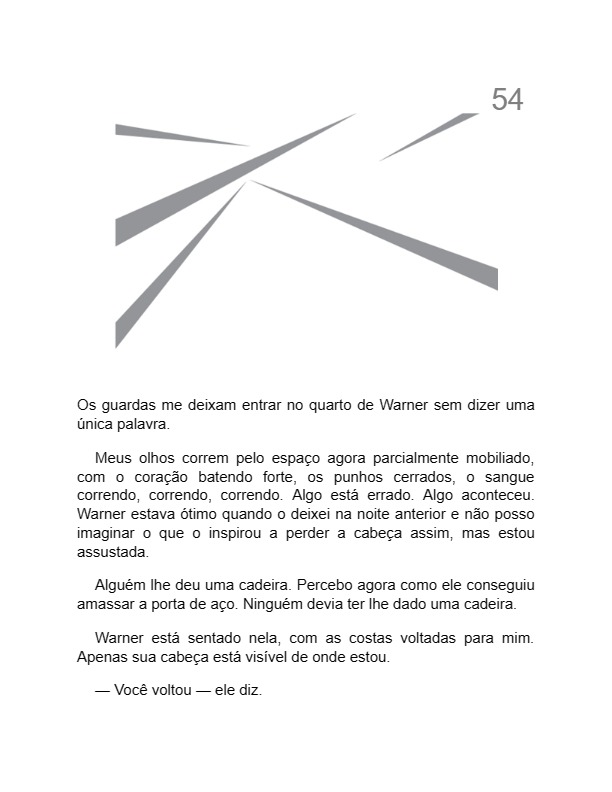 54
Os guardas me deixam entrar no quarto de Warner sem dizer uma
única palavra.
Meus olhos correm pelo espaço agora parcialmente mobiliado,
com o coração batendo forte, os punhos cerrados, o sangue
correndo, correndo, correndo. Algo está errado. Algo aconteceu.
Warner estava ótimo quando o deixei na noite anterior e não posso
imaginar o que o inspirou a perder a cabeça assim, mas estou
assustada.
Alguém lhe deu uma cadeira. Percebo agora como ele conseguiu
amassar a porta de aço. Ninguém devia ter lhe dado uma cadeira.
Warner está sentado nela, com as costas voltadas para mim.
Apenas sua cabeça está visível de onde estou.
— Você voltou — ele diz.